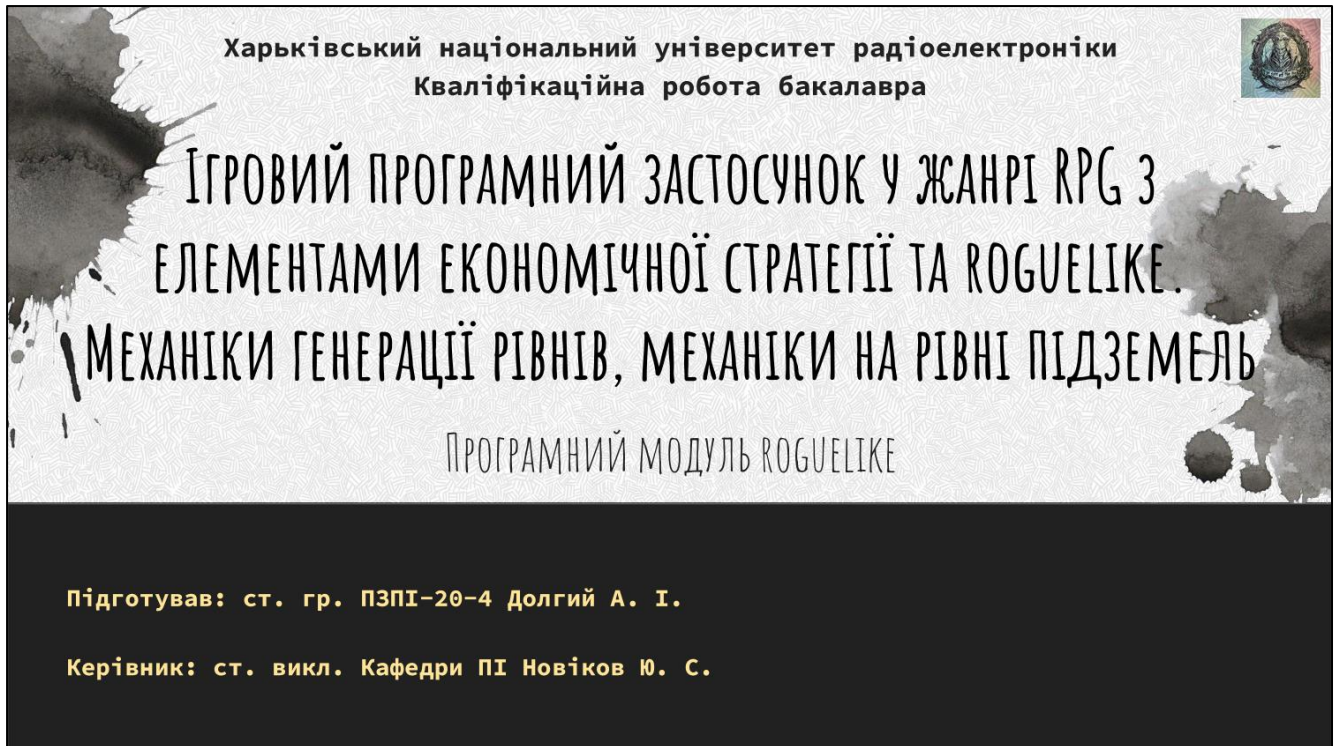 Харьківський національний університет радіоелектроніки
Кваліфікаційна робота бакалавра
Ігровий програмний застосунок у жанрі RPG з
елементами економічної стратегії та roguelike.
Механіки генерації рівнів, механіки на рівні підземель
Програмний модуль roguelike
Підготував: ст. гр. ПЗПІ-20-4 Долгий А. І.
Керівник: ст. викл. Кафедри ПІ Новіков Ю. С.